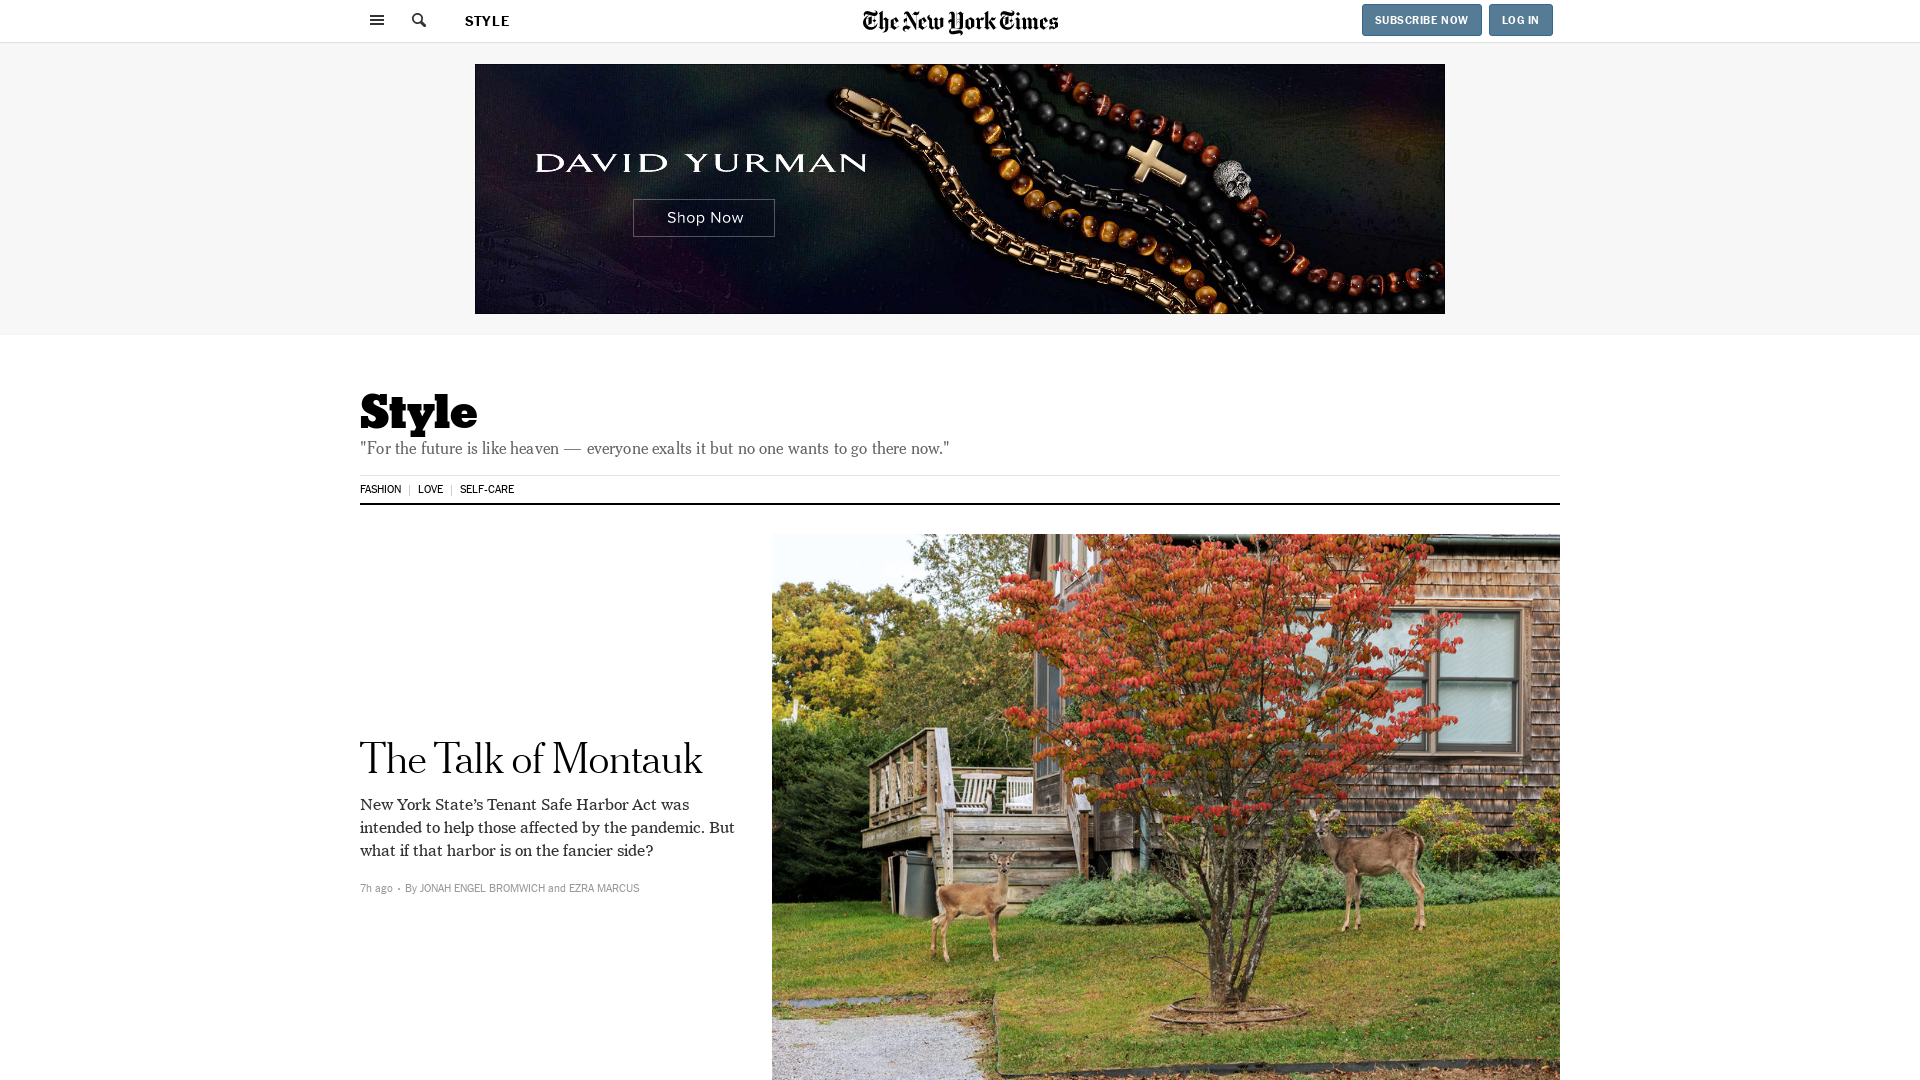 STYLE
The New York Times
SUBSCRIBE NOW
LOG IN
DAVID YURMAN
Shop Now
Style
"For the future is like heaven — everyone exalts it but no one wants to go there now."
FASHION
LOVE
SELF-CARE
The Talk of Montauk
New York State’s Tenant Safe Harbor Act was
intended to help those affected by the pandemic. But
what if that harbor is on the fancier side?
7h ago • By JONAH ENGEL BROMWICH and EZRA MARCUS